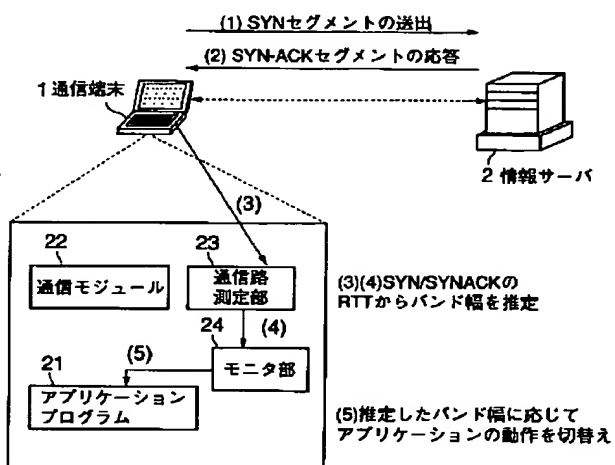 (1) SYNセグメントの送出
(2) SYN-ACKセグメントの応答
1 通信端末
2 情報サーバ
(3)
22
通信モジュール
23
通信路
測定部
(3)(4)SYN/SYNACKの
RTTからバンド幅を推定
(4)
24
モニタ部
(5)
21
アプリケーション
プログラム
(5)推定したバンド幅に応じて
アプリケーションの動作を切替え